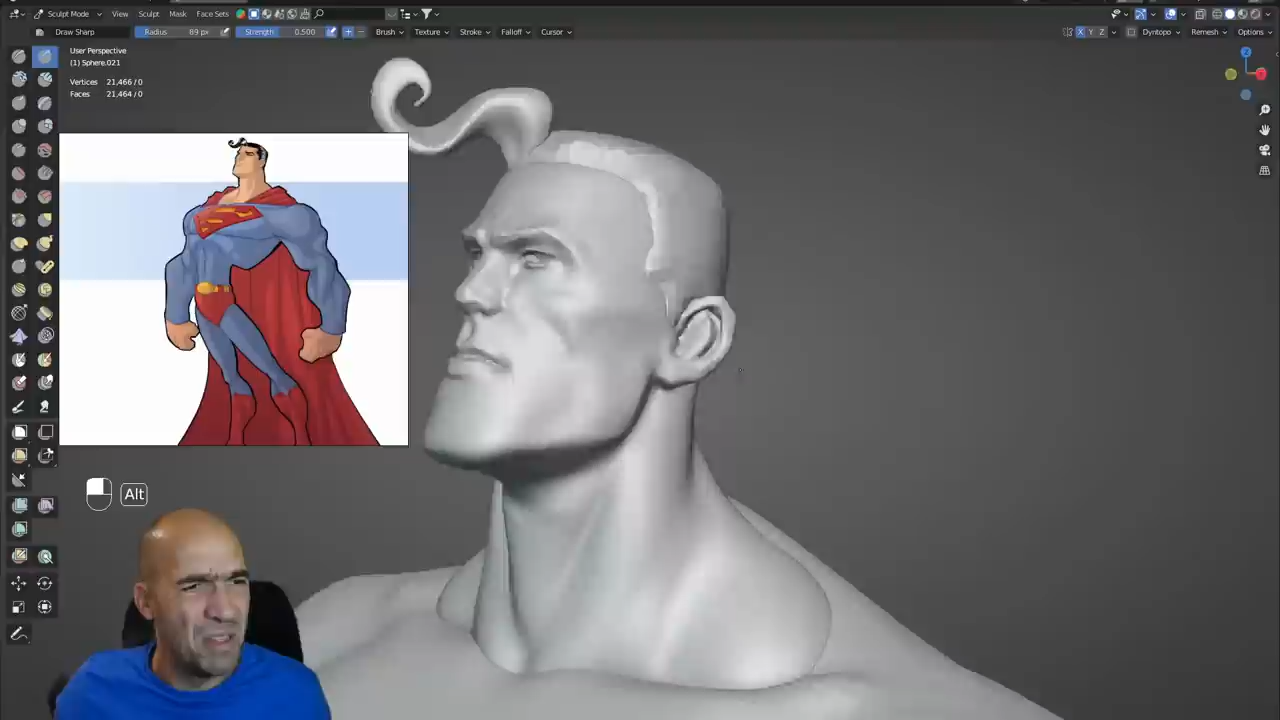 Sculpt Mode View Sculpt Mask Face Sets
Draw Sharp Radius 89 px Strength 0.500 Brush Texture Stroke Falloff Cursor X Y Z Dyntopo Remesh Options
User Perspective
(1) Sphere.021
Vertices 21,466 / 0
Faces 21,464 / 0
Z
Alt